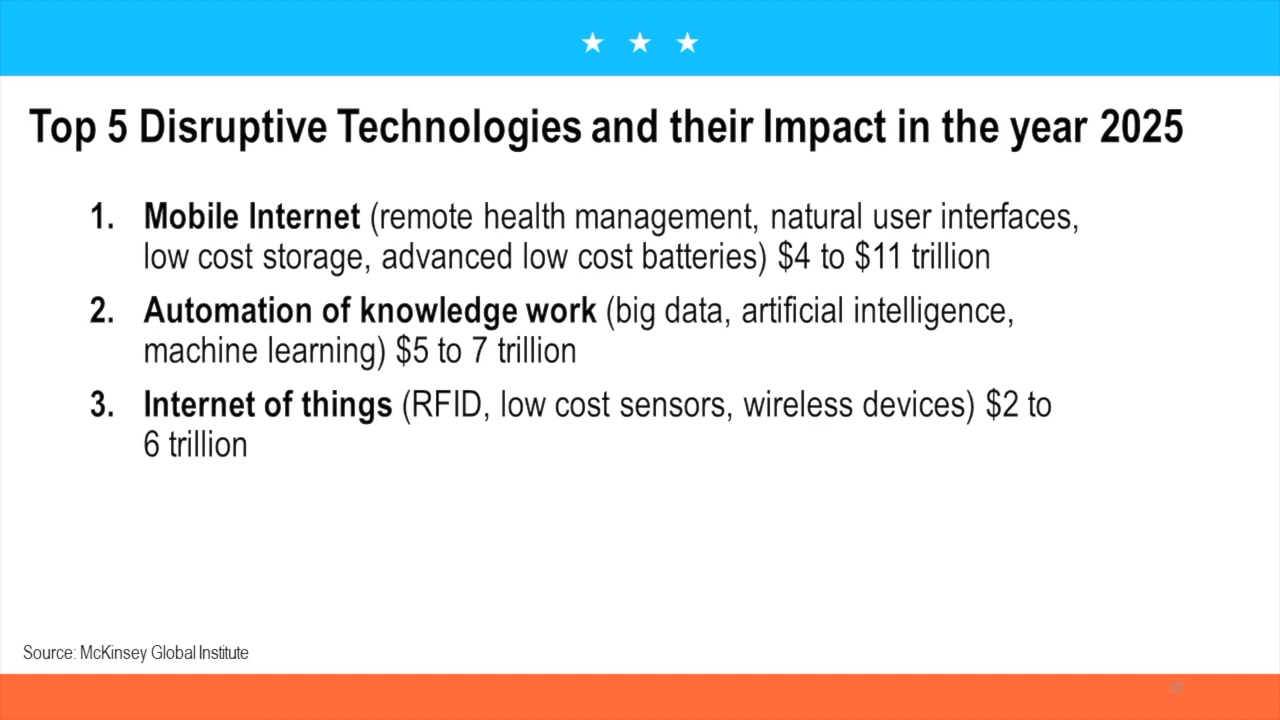 Top 5 Disruptive Technologies and their Impact in the year 2025
1. Mobile Internet (remote health management, natural user interfaces,
low cost storage, advanced low cost batteries) $4 to $11 trillion
2. Automation of knowledge work (big data, artificial intelligence,
machine learning) $5 to 7 trillion
3. Internet of things (RFID, low cost sensors, wireless devices) $2 to
6 trillion
Source: McKinsey Global Institute